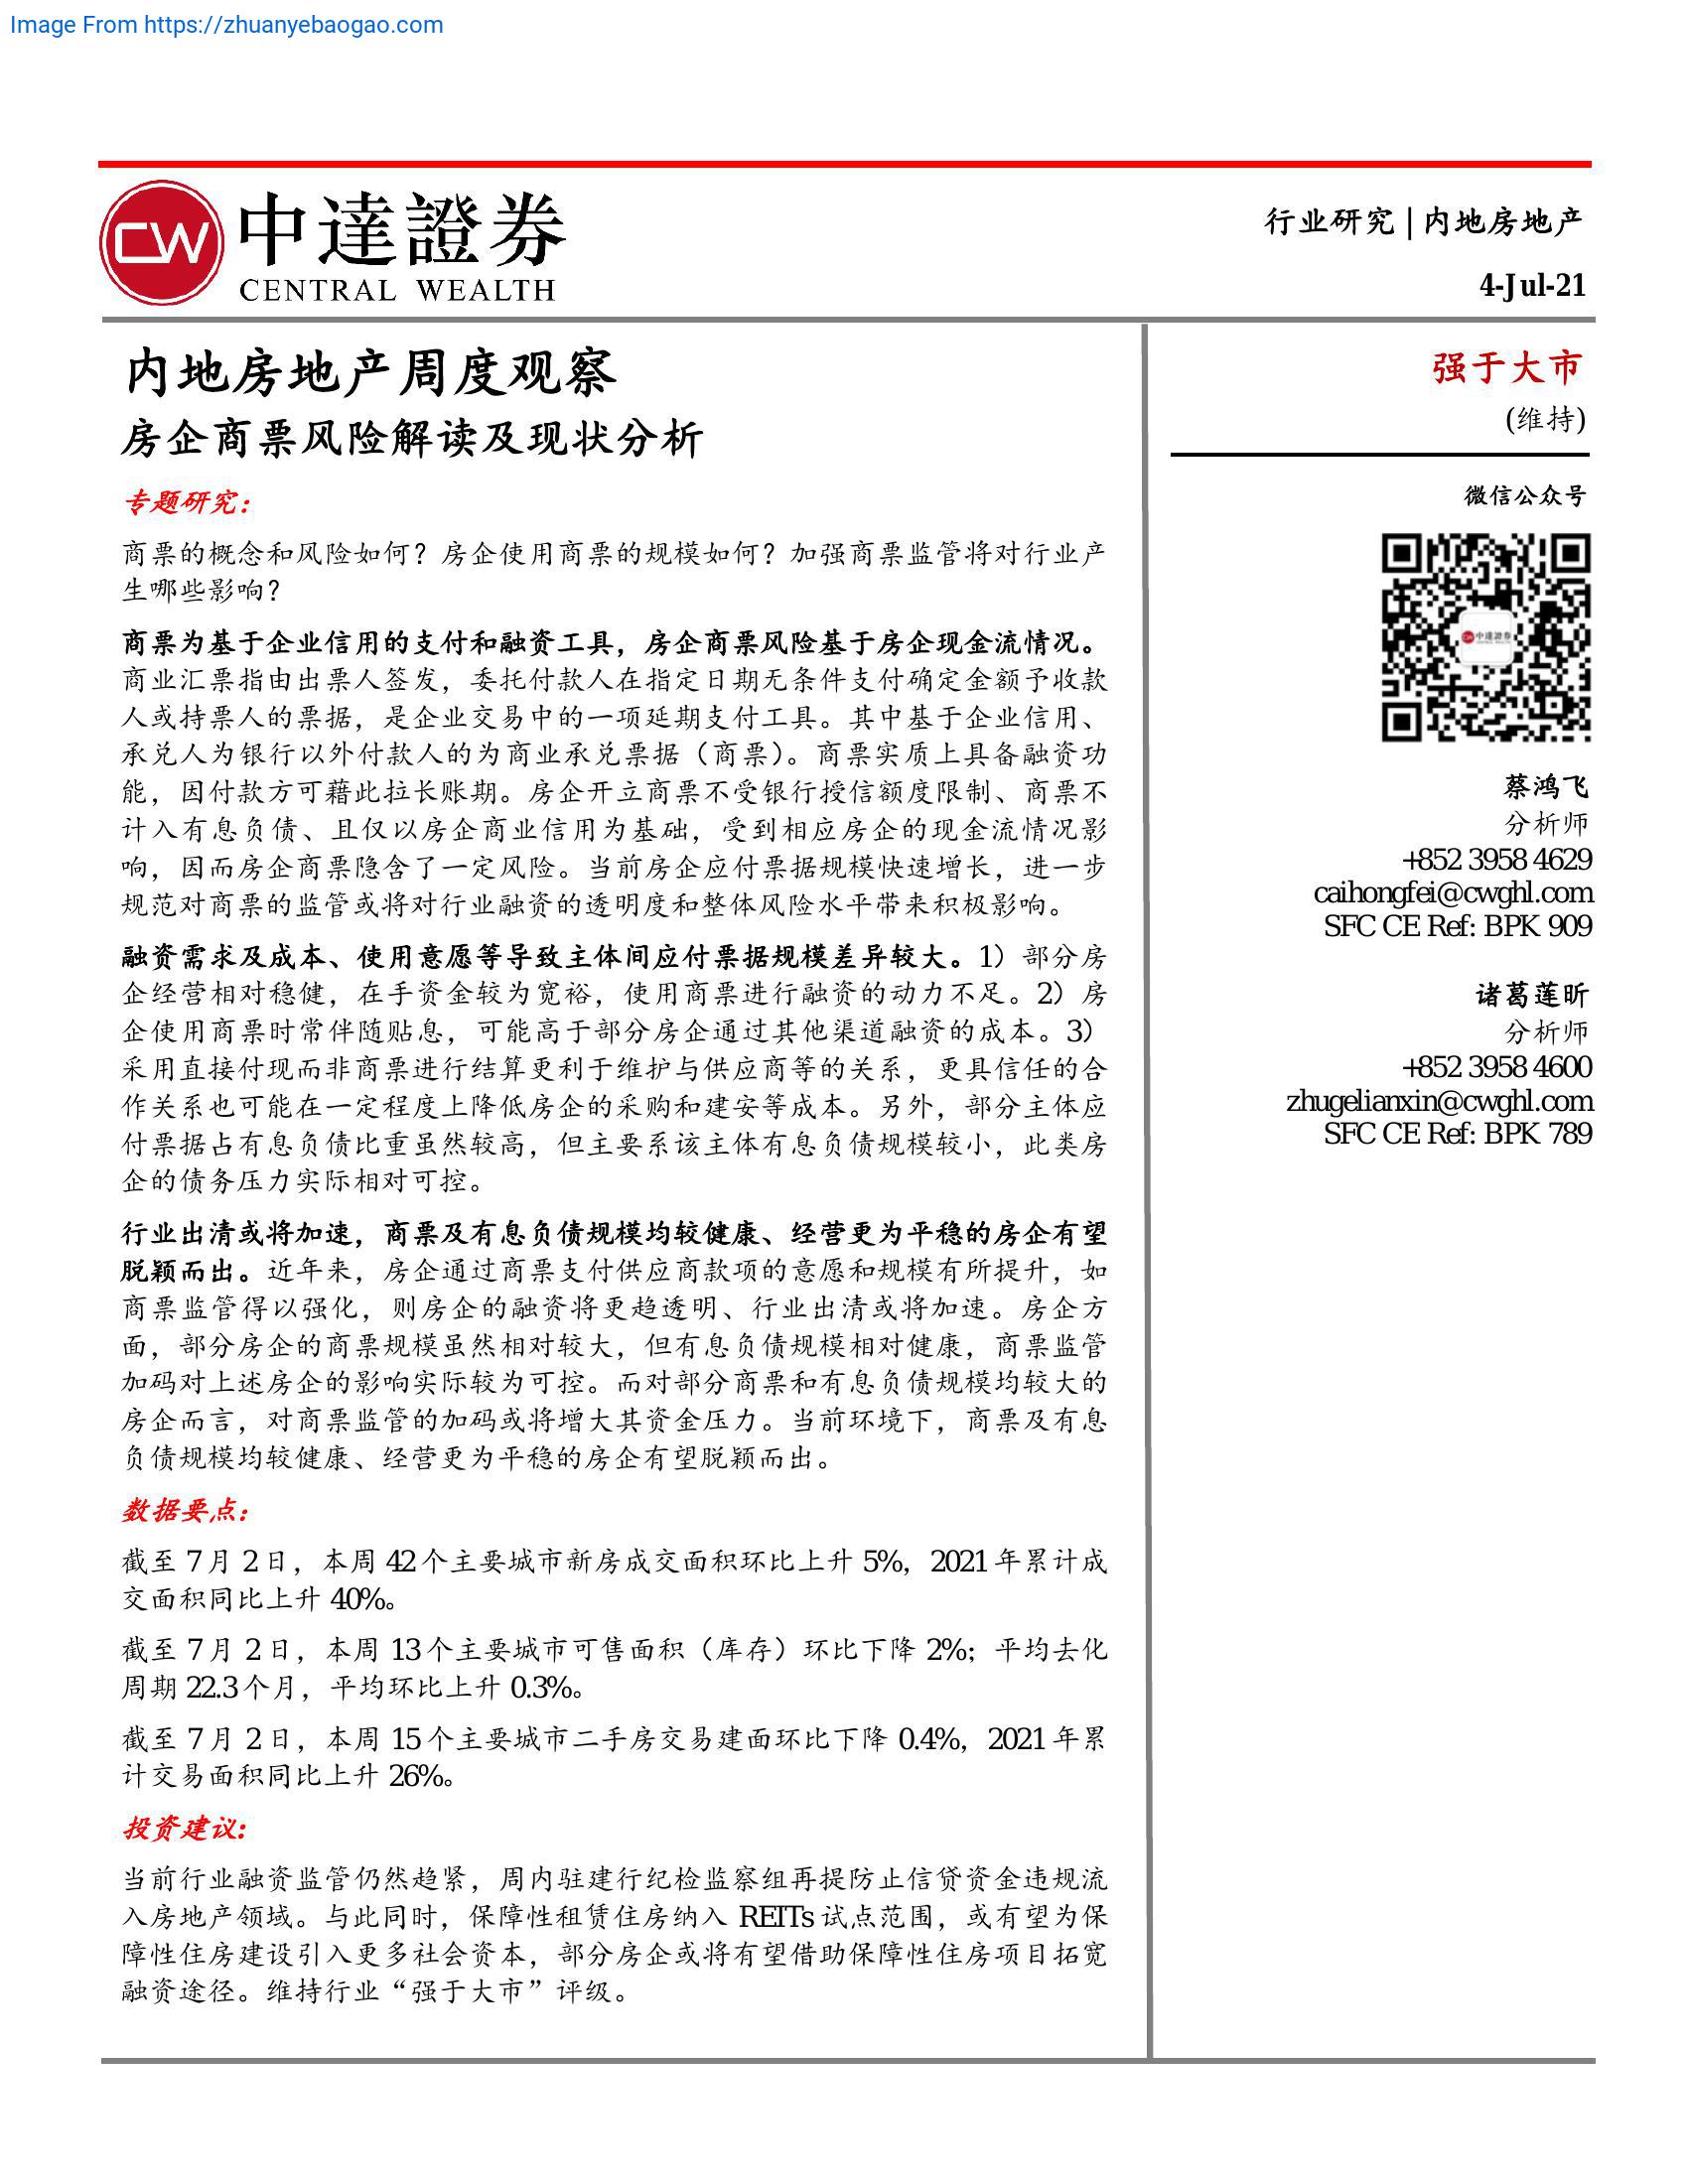 Image From https://zhuanyebaogao.com
CW
中達證券
CENTRAL WEALTH
行业研究|内地房地产
4-Jul-21
内地房地产周度观察
房企商票风险解读及现状分析
专题研究：
商票的概念和风险如何？房企使用商票的规模如何？加强商票监管将对行业产
生哪些影响？
商票为基于企业信用的支付和融资工具，房企商票风险基于房企现金流情况。
商业汇票指由出票人签发，委托付款人在指定日期无条件支付确定金额予收款
人或持票人的票据，是企业交易中的一项延期支付工具。其中基于企业信用、
承兑人为银行以外付款人的为商业承兑票据（商票）。商票实质上具备融资功
能，因付款方可藉此拉长账期。房企开立商票不受银行授信额度限制、商票不
计入有息负债、且仅以房企商业信用为基础，受到相应房企的现金流情况影
响，因而房企商票隐含了一定风险。当前房企应付票据规模快速增长，进一步
规范对商票的监管或将对行业融资的透明度和整体风险水平带来积极影响。
融资需求及成本、使用意愿等导致主体间应付票据规模差异较大。1）部分房
企经营相对稳健，在手资金较为宽裕，使用商票进行融资的动力不足。2）房
企使用商票时常伴随贴息，可能高于部分房企通过其他渠道融资的成本。3）
采用直接付现而非商票进行结算更利于维护与供应商等的关系，更具信任的合
作关系也可能在一定程度上降低房企的采购和建安等成本。另外，部分主体应
付票据占有息负债比重虽然较高，但主要系该主体有息负债规模较小，此类房
企的债务压力实际相对可控。
行业出清或将加速，商票及有息负债规模均较健康、经营更为平稳的房企有望
脱颖而出。近年来，房企通过商票支付供应商款项的意愿和规模有所提升，如
商票监管得以强化，则房企的融资将更趋透明、行业出清或将加速。房企方
面，部分房企的商票规模虽然相对较大，但有息负债规模相对健康，商票监管
加码对上述房企的影响实际较为可控。而对部分商票和有息负债规模均较大的
房企而言，对商票监管的加码或将增大其资金压力。当前环境下，商票及有息
负债规模均较健康、经营更为平稳的房企有望脱颖而出。
数据要点：
截至 7 月 2 日，本周 42 个主要城市新房成交面积环比上升 5%，2021 年累计成
交面积同比上升 40%。
截至 7 月 2 日，本周 13 个主要城市可售面积（库存）环比下降 2%；平均去化
周期 22.3 个月，平均环比上升 0.3%。
截至 7 月 2 日，本周 15 个主要城市二手房交易建面环比下降 0.4%，2021 年累
计交易面积同比上升 26%。
投资建议:
当前行业融资监管仍然趋紧，周内驻建行纪检监察组再提防止信贷资金违规流
入房地产领域。与此同时，保障性租赁住房纳入 REITs 试点范围，或有望为保
障性住房建设引入更多社会资本，部分房企或将有望借助保障性住房项目拓宽
融资途径。维持行业“强于大市”评级。
强于大市
(维持)
微信公众号
中達證券
蔡鸿飞
分析师
+852 3958 4629
caihongfei@cwghl.com
SFC CE Ref: BPK 909
诸葛莲昕
分析师
+852 3958 4600
zhugelianxin@cwghl.com
SFC CE Ref: BPK 789